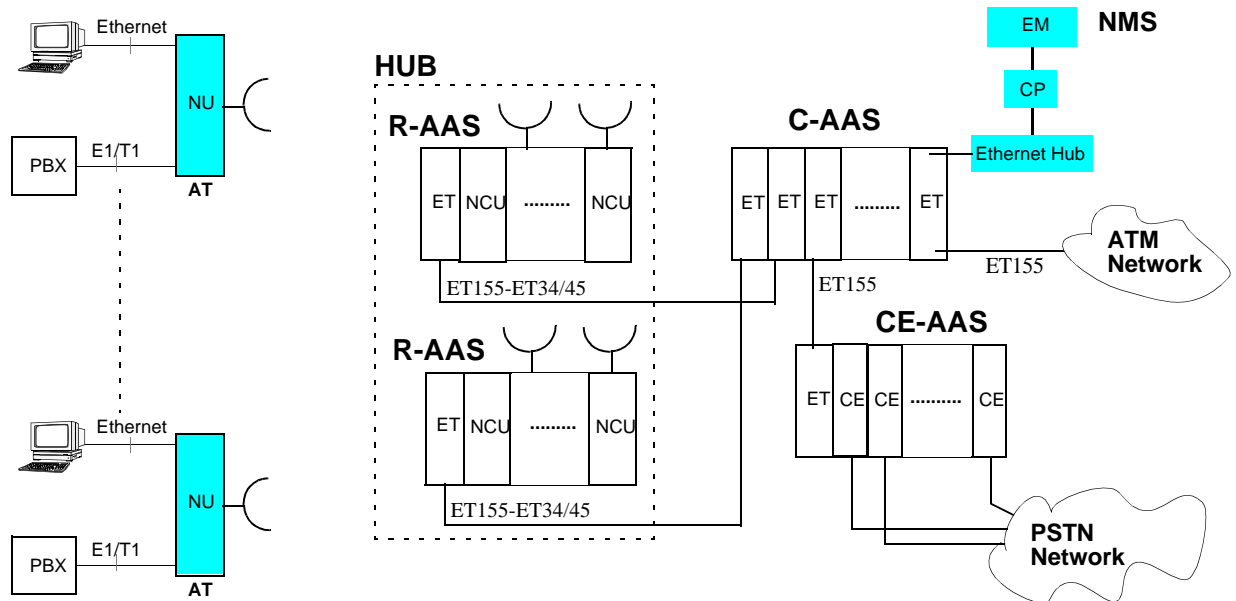 Ethernet
NU
PBX
E1/T1
AT
Ethernet
NU
PBX
E1/T1
AT
HUB
R-AAS
ET NCU ......... NCU
ET155-ET34/45
R-AAS
ET NCU ......... NCU
ET155-ET34/45
C-AAS
ET ET ET ......... ET
ET155
ET155
EM
NMS
CP
Ethernet Hub
ATM
Network
CE-AAS
ET CE CE .......... CE
PSTN
Network